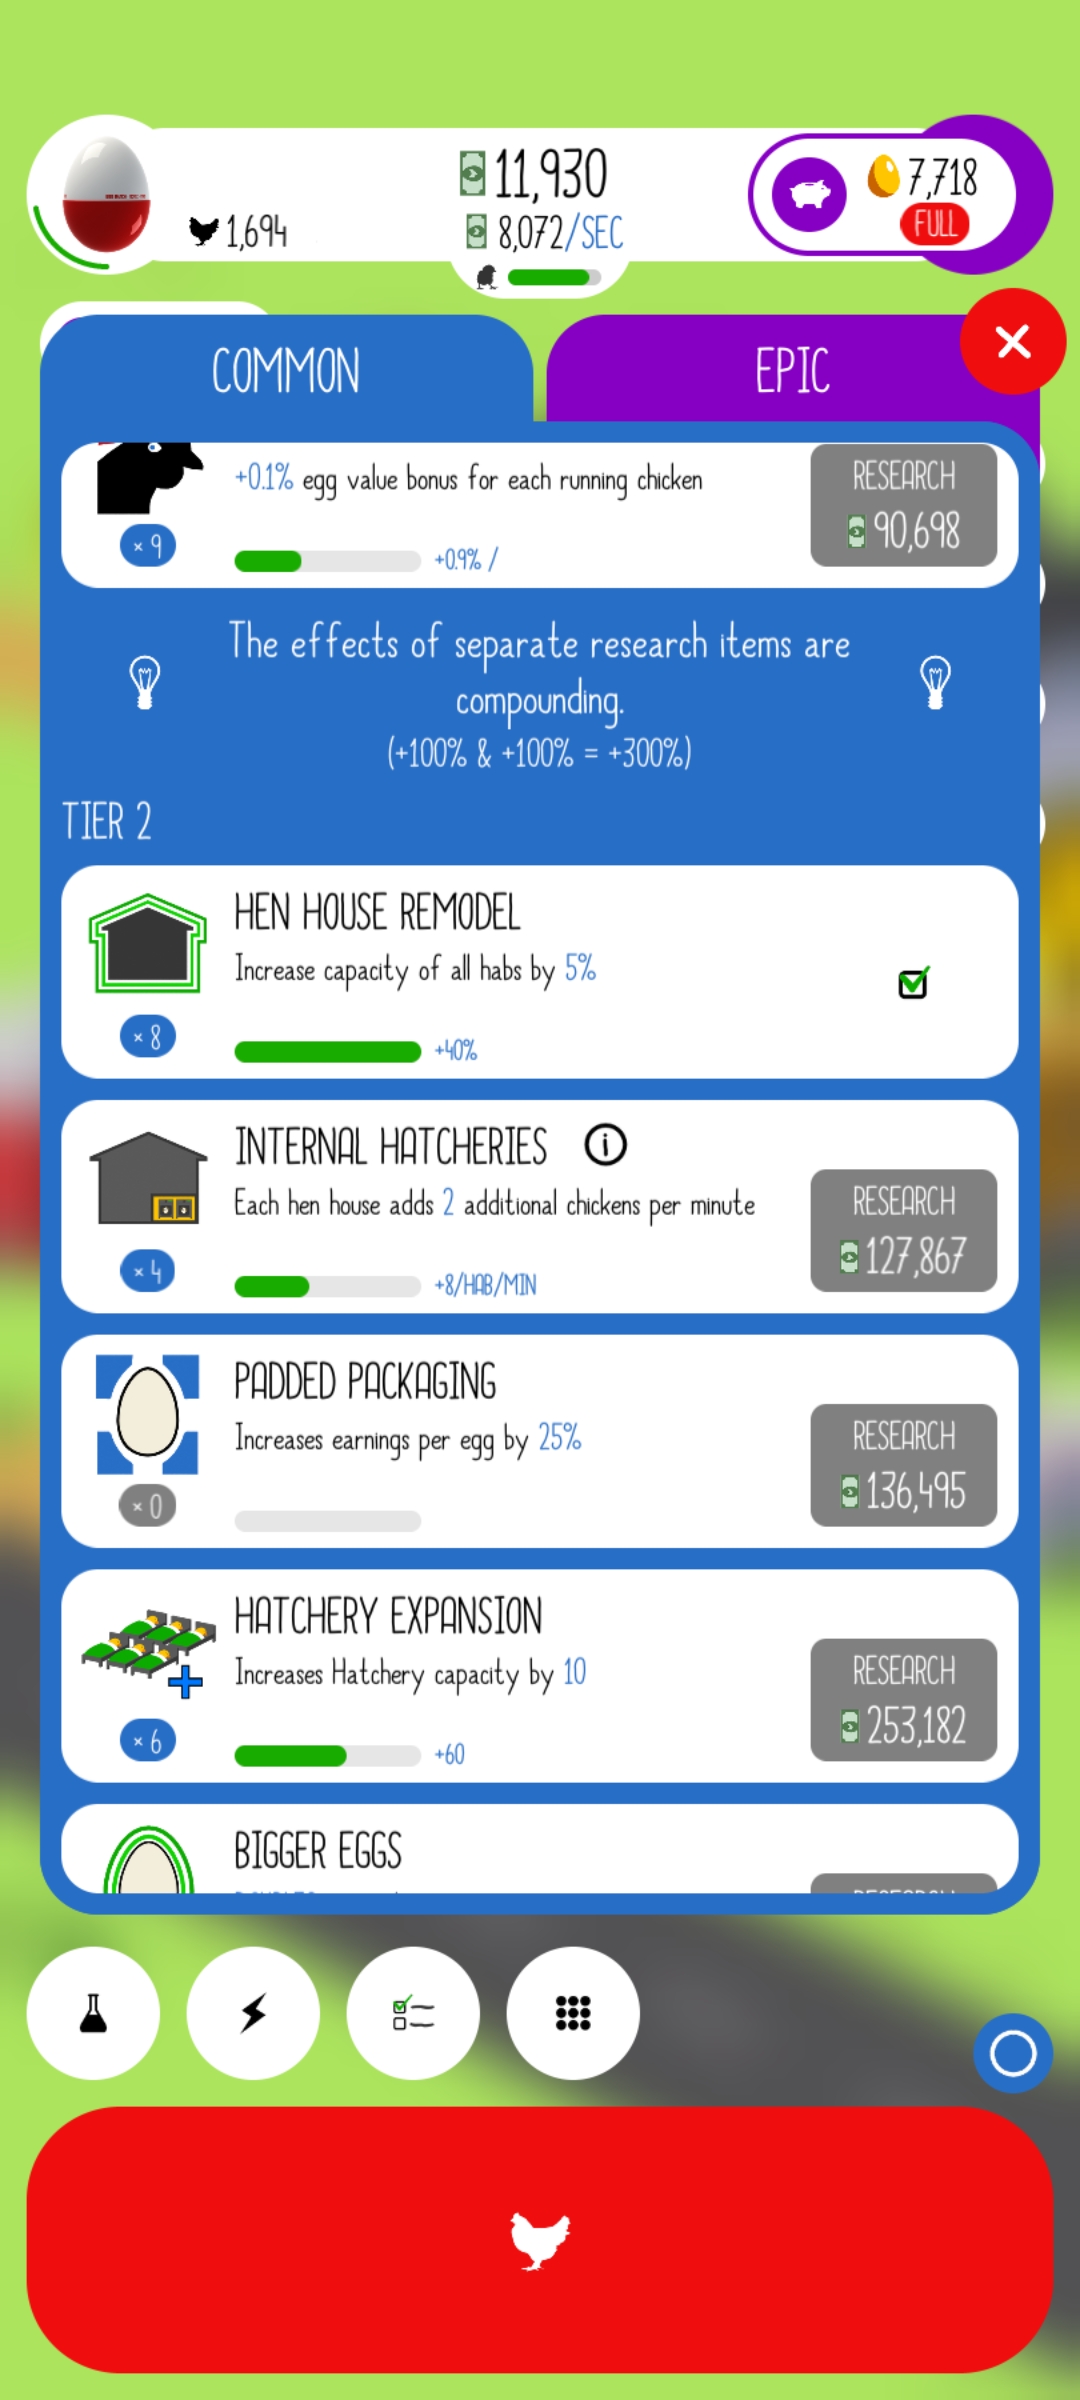 11,930
1,694
8,072/SEC
7,718
FULL
COMMON
EPIC
+0.1% egg value bonus for each running chicken
RESEARCH
90,698
× 9
+0.9% /
The effects of separate research items are
compounding.
(+100% & +100% = +300%)
TIER 2
HEN HOUSE REMODEL
Increase capacity of all habs by 5%
× 8
+40%
INTERNAL HATCHERIES
Each hen house adds 2 additional chickens per minute
RESEARCH
127,867
× 4
+8/HAB/MIN
PADDED PACKAGING
Increases earnings per egg by 25%
RESEARCH
136,495
× 0
HATCHERY EXPANSION
Increases Hatchery capacity by 10
RESEARCH
253,182
× 6
+60
BIGGER EGGS